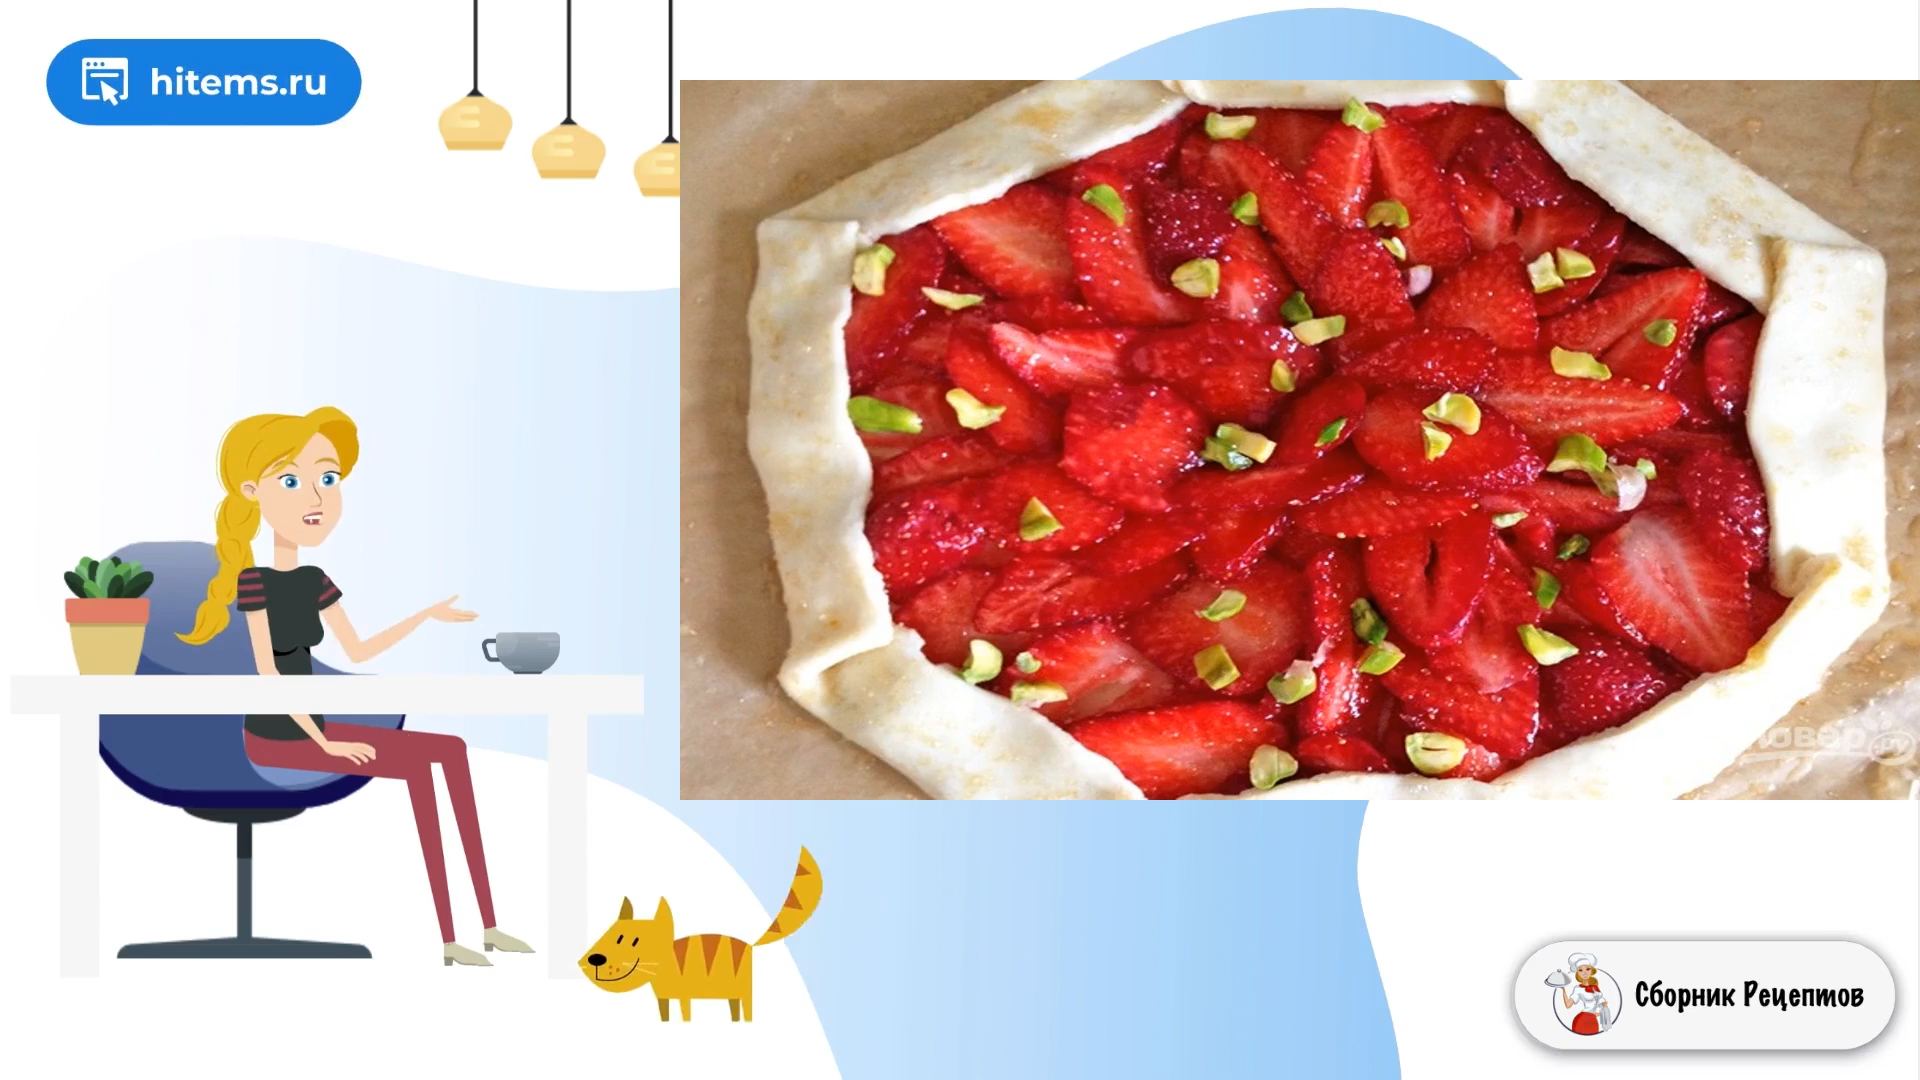 hitems.ru
Сборник Рецептов